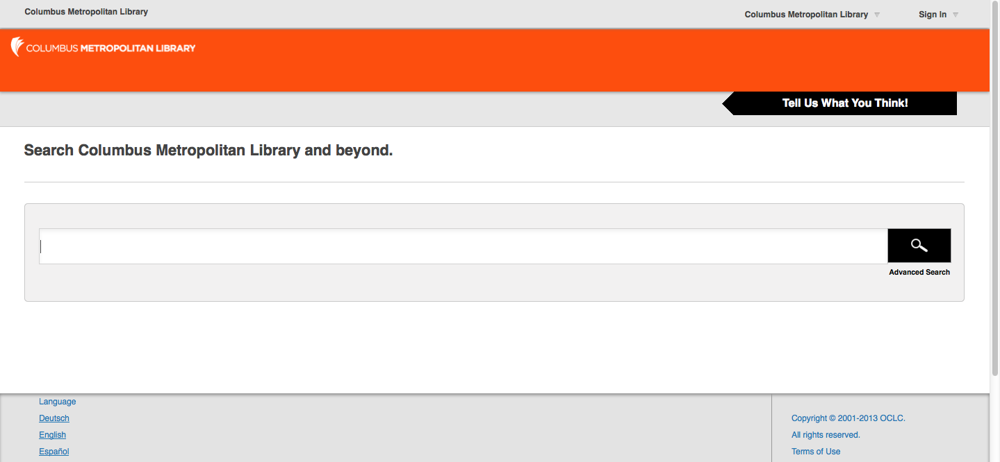 Columbus Metropolitan Library
Columbus Metropolitan Library Sign In
COLUMBUS METROPOLITAN LIBRARY
Tell Us What You Think!
Search Columbus Metropolitan Library and beyond.
Advanced Search
Language
Deutsch
English
Español
Copyright © 2001-2013 OCLC.
All rights reserved.
Terms of Use